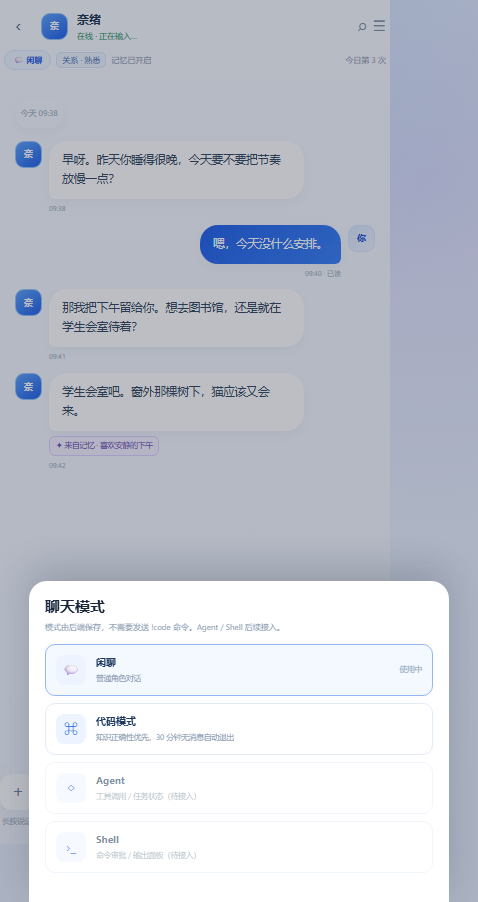 奈
奈绪
在线 · 正在输入...
闲聊
关系 · 熟悉
记忆已开启
今日第 3 次
今天 09:38
奈
早呀。昨天你睡得很晚，今天要不要把节奏
放慢一点？
09:38
嗯，今天没什么安排。
你
09:40 · 已读
奈
那我把下午留给你。想去图书馆，还是就在
学生会室待着？
09:41
奈
学生会室吧。窗外那棵树下，猫应该又会
来。
✦ 来自记忆 · 喜欢安静的下午
09:42
聊天模式
模式由后端保存，不需要发送 !code 命令。Agent / Shell 后续接入。
闲聊
普通角色对话
使用中
代码模式
知识正确性优先，30 分钟无消息自动退出
Agent
工具调用 / 任务状态（待接入）
>_
Shell
命令审批 / 输出面板（待接入）
+
长按说